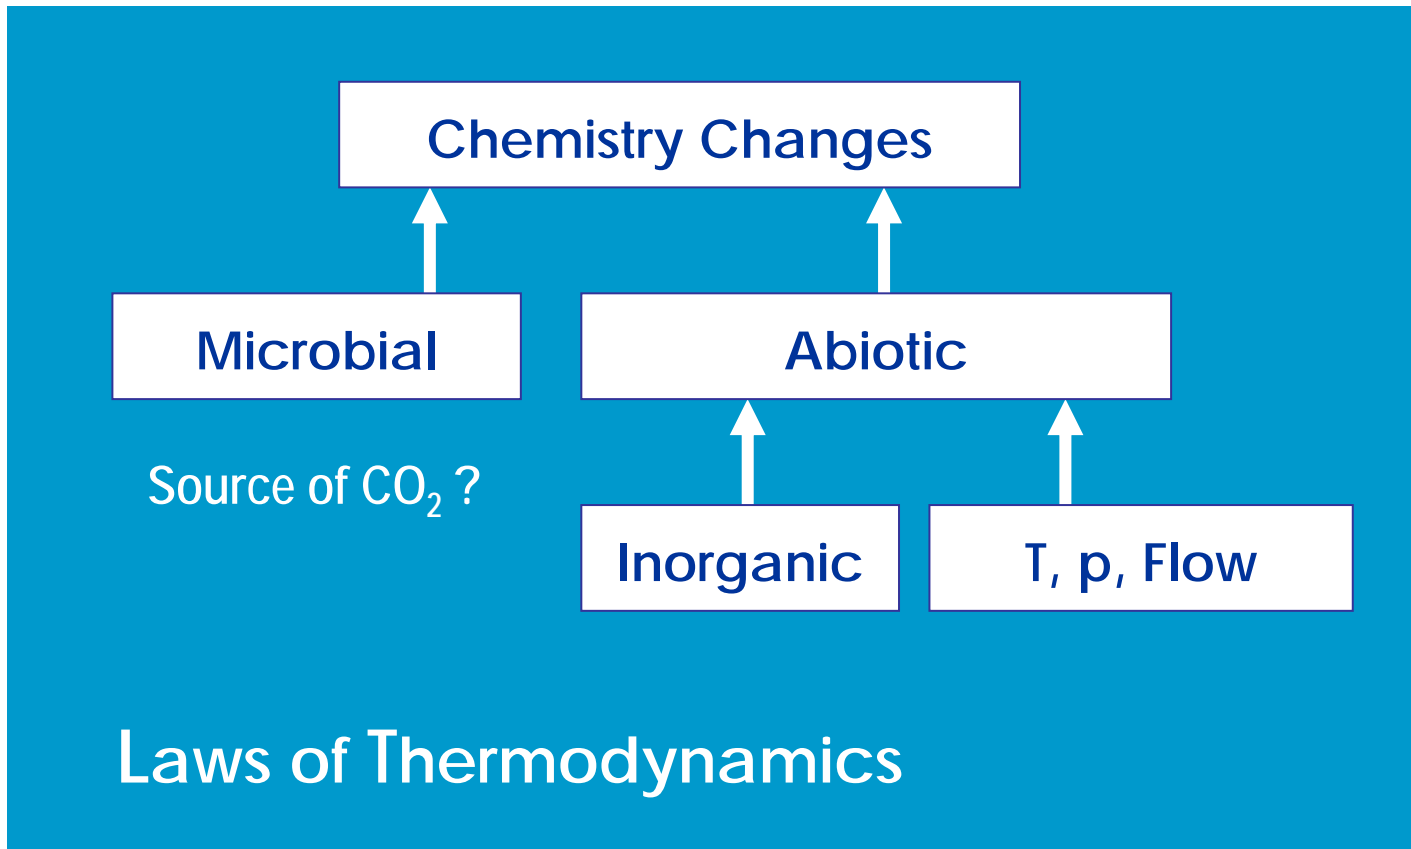 Chemistry Changes
Microbial
Abiotic
Source of CO₂ ?
Inorganic
T, p, Flow
Laws of Thermodynamics